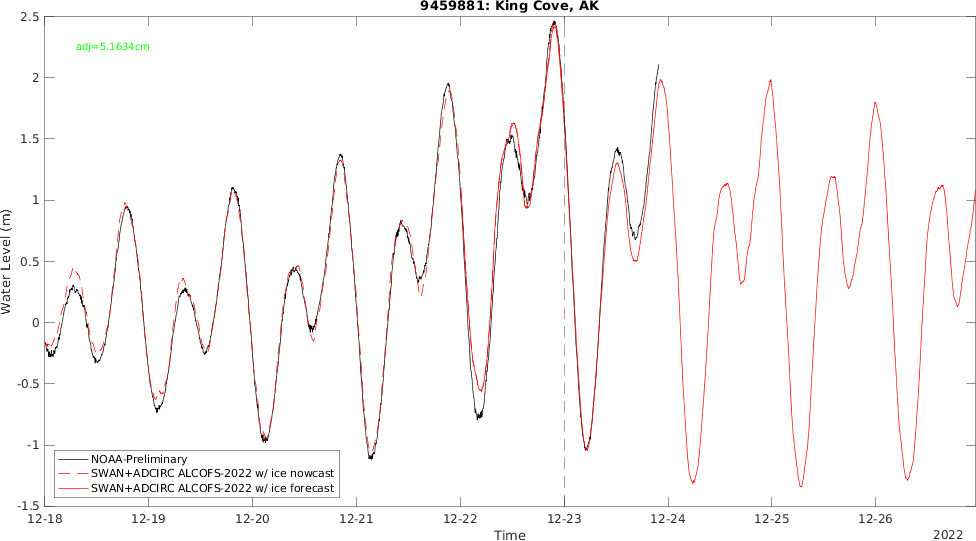 9459881: King Cove, AK
adj=5.1634cm
2.5
2
1.5
1
0.5
0
-0.5
-1
-1.5
Water Level (m)
NOAA-Preliminary
SWAN+ADCIRC ALCOFS-2022 w/ ice nowcast
SWAN+ADCIRC ALCOFS-2022 w/ ice forecast
12-18 12-19 12-20 12-21 12-22 12-23 12-24 12-25 12-26
Time
2022